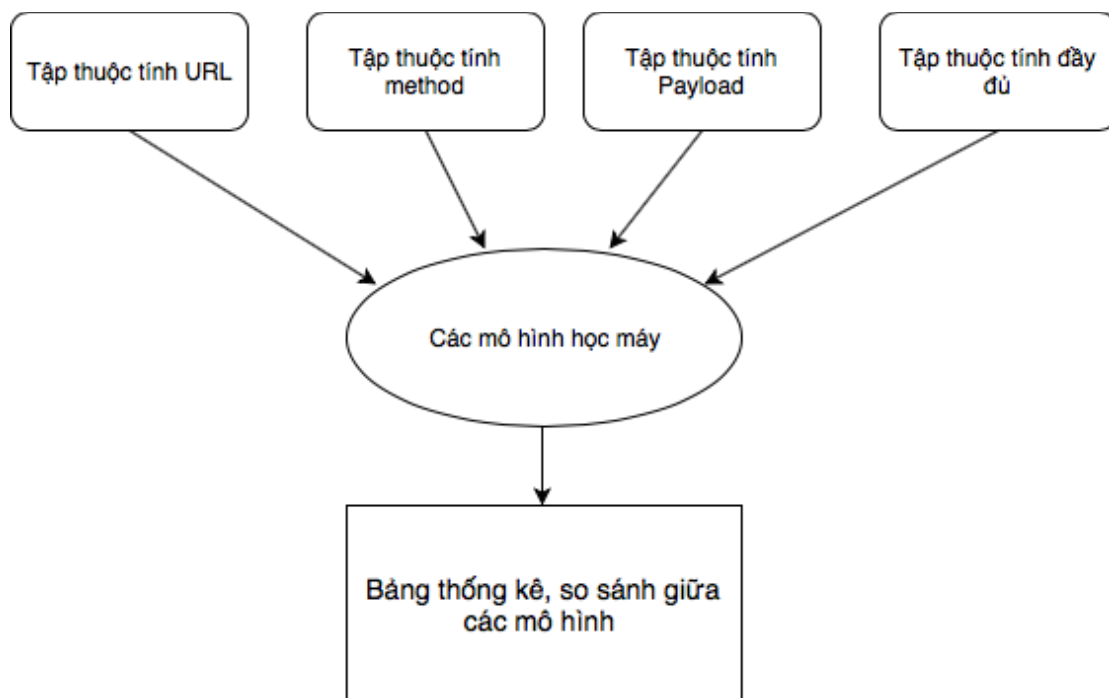 Tập thuộc tính URL
Tập thuộc tính
method
Tập thuộc tính
Payload
Tập thuộc tính đầy
đủ
Các mô hình học máy
Bảng thống kê, so sánh giữa
các mô hình